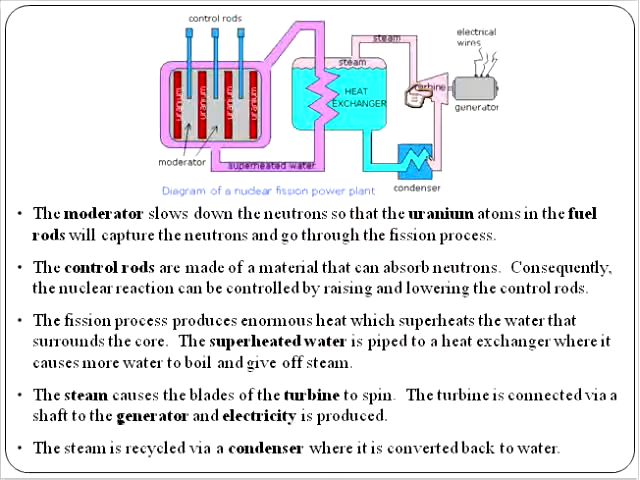 control rods
electrical
wires
steam
steam
HEAT
EXCHANGER
turbine
generator
uranium
uranium
uranium
uranium
moderator
superheated water
condenser
Diagram of a nuclear fission power plant
• The moderator slows down the neutrons so that the uranium atoms in the fuel
rods will capture the neutrons and go through the fission process.
• The control rods are made of a material that can absorb neutrons. Consequently,
the nuclear reaction can be controlled by raising and lowering the control rods.
• The fission process produces enormous heat which superheats the water that
surrounds the core. The superheated water is piped to a heat exchanger where it
causes more water to boil and give off steam.
• The steam causes the blades of the turbine to spin. The turbine is connected via a
shaft to the generator and electricity is produced.
• The steam is recycled via a condenser where it is converted back to water.